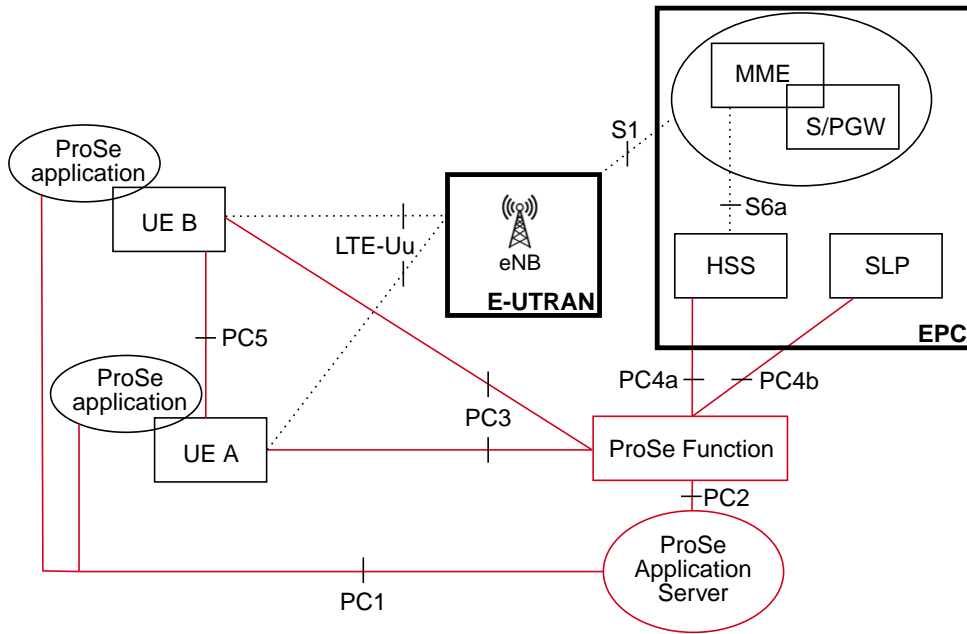 MME
S/PGW
S1
ProSe
application
UE B
S6a
LTE-Uu
eNB
HSS
SLP
E-UTRAN
EPC
PC5
ProSe
application
PC4a
PC4b
PC3
UE A
ProSe Function
PC2
ProSe
Application
Server
PC1